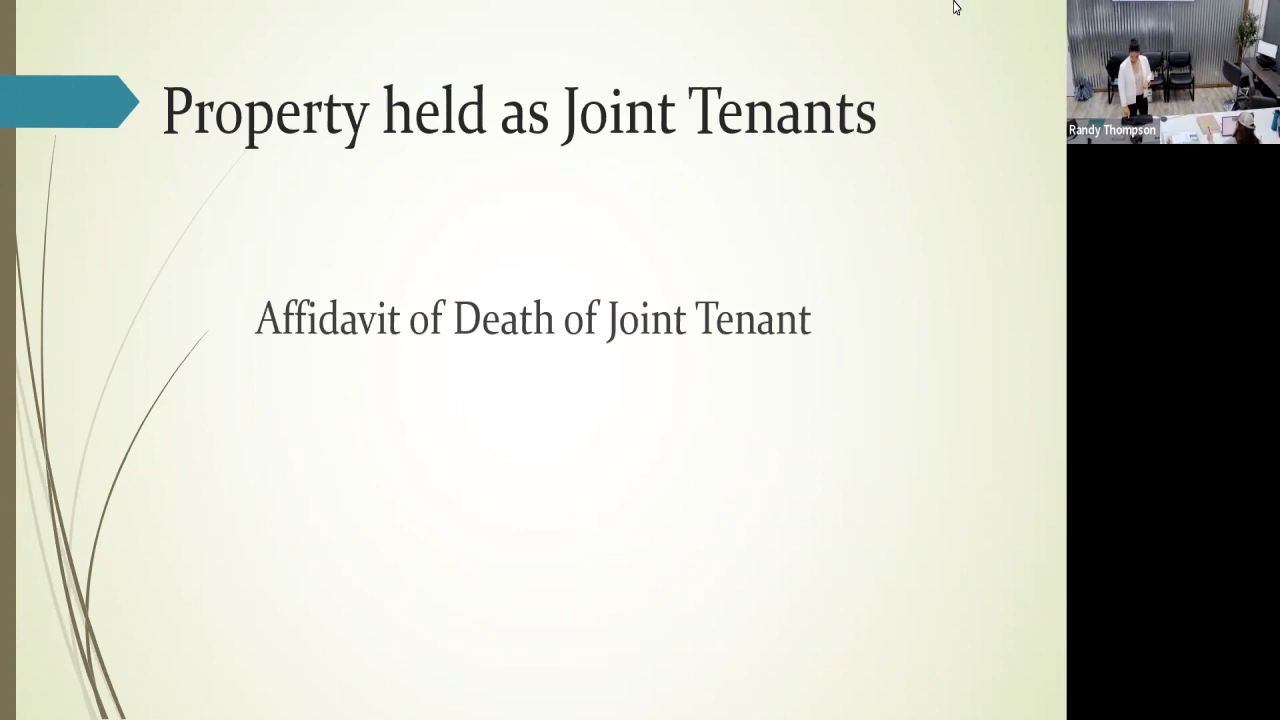 Property held as Joint Tenants
Affidavit of Death of Joint Tenant
Randy Thompson